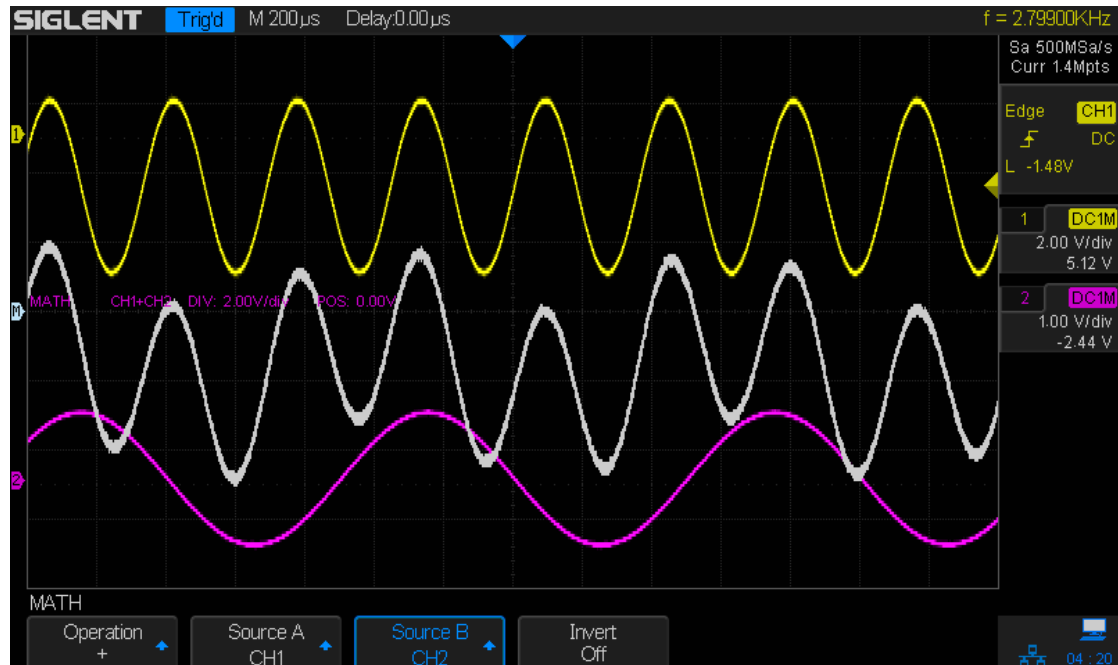 SIGLENT Trig'd M 200µs Delay:0.00µs f = 2.79900KHz
Sa 500MSa/s
Curr 1.4Mpts
Edge CH1
DC
L -1.48V
1 DC1M
2.00 V/div
5.12 V
2 DC1M
1.00 V/div
-2.44 V
1
MATH CH1+CH2 DIV: 2.00V/div POS: 0.00V
M
2
MATH
Operation Source A Source B Invert
+ CH1 CH2 Off
04 : 20